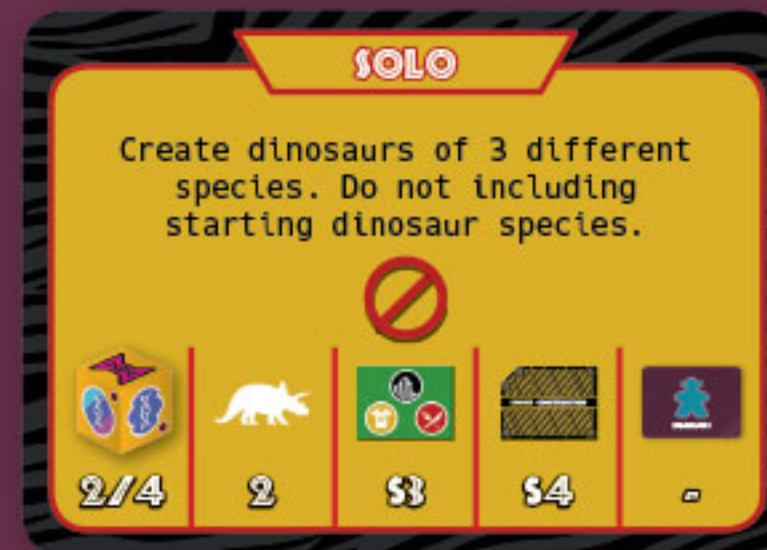 SOLO
Create dinosaurs of 3 different
species. Do not including
starting dinosaur species.
2/4 2 $3 $4 -